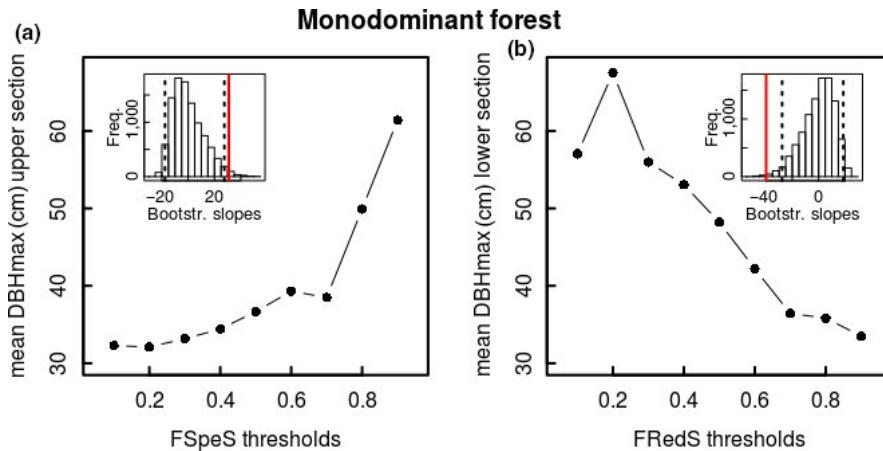 Monodominant forest
(a)
mean DBHmax (cm) upper section
30 40 50 60
0.2 0.4 0.6 0.8
FSpeS thresholds
Freq.
0 1,000
−20 20
Bootstr. slopes
(b)
mean DBHmax (cm) lower section
30 40 50 60
0.2 0.4 0.6 0.8
FRedS thresholds
Freq.
0 1,000
−40 0
Bootstr. slopes